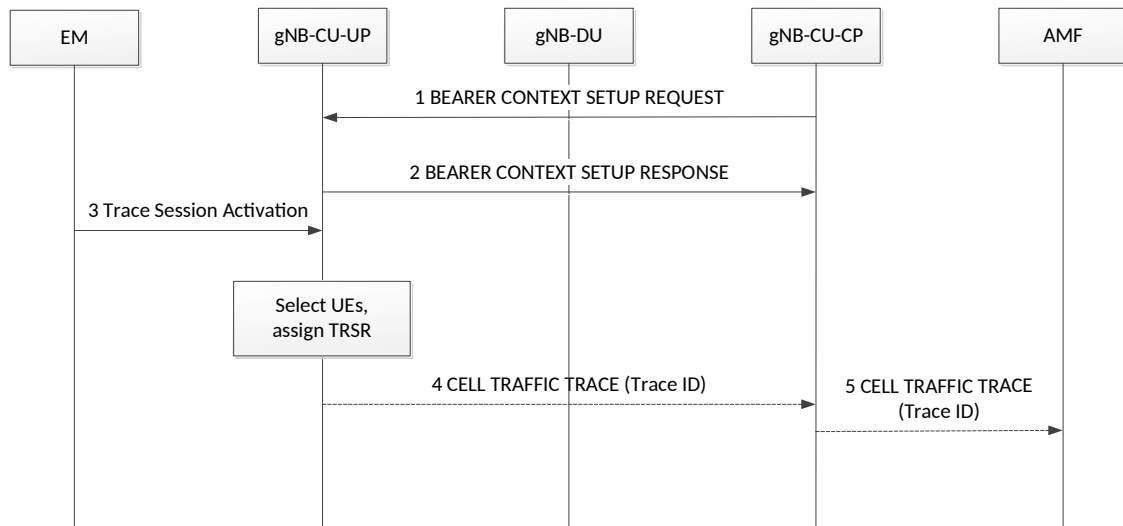 EM
gNB-CU-UP
gNB-DU
gNB-CU-CP
AMF
1 BEARER CONTEXT SETUP REQUEST
2 BEARER CONTEXT SETUP RESPONSE
3 Trace Session Activation
Select UEs,
assign TRSR
4 CELL TRAFFIC TRACE (Trace ID)
5 CELL TRAFFIC TRACE
(Trace ID)